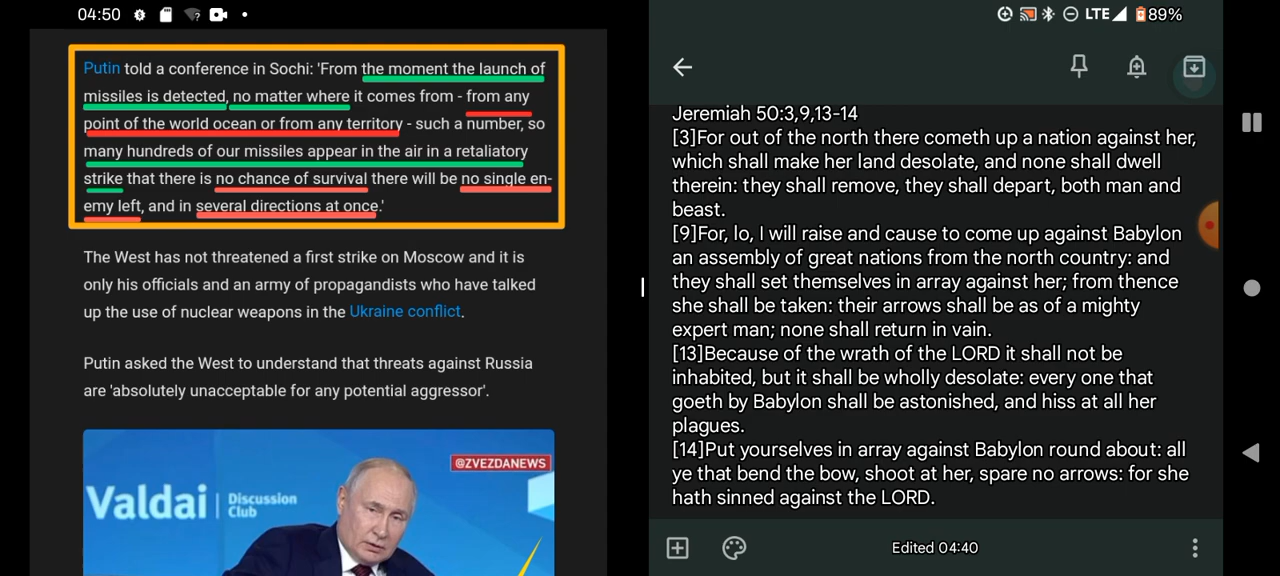 04:50
LTE 89%
Putin told a conference in Sochi: 'From the moment the launch of
missiles is detected, no matter where it comes from - from any
point of the world ocean or from any territory - such a number, so
many hundreds of our missiles appear in the air in a retaliatory
strike that there is no chance of survival there will be no single en-
emy left, and in several directions at once.'
The West has not threatened a first strike on Moscow and it is
only his officials and an army of propagandists who have talked
up the use of nuclear weapons in the Ukraine conflict.
Putin asked the West to understand that threats against Russia
are 'absolutely unacceptable for any potential aggressor'.
@ZVEZDANEWS
Valdai Discussion
Club
Jeremiah 50:3,9,13-14
[3]For out of the north there cometh up a nation against her,
which shall make her land desolate, and none shall dwell
therein: they shall remove, they shall depart, both man and
beast.
[9]For, lo, I will raise and cause to come up against Babylon
an assembly of great nations from the north country: and
they shall set themselves in array against her; from thence
she shall be taken: their arrows shall be as of a mighty
expert man; none shall return in vain.
[13]Because of the wrath of the LORD it shall not be
inhabited, but it shall be wholly desolate: every one that
goeth by Babylon shall be astonished, and hiss at all her
plagues.
[14]Put yourselves in array against Babylon round about: all
ye that bend the bow, shoot at her, spare no arrows: for she
hath sinned against the LORD.
Edited 04:40